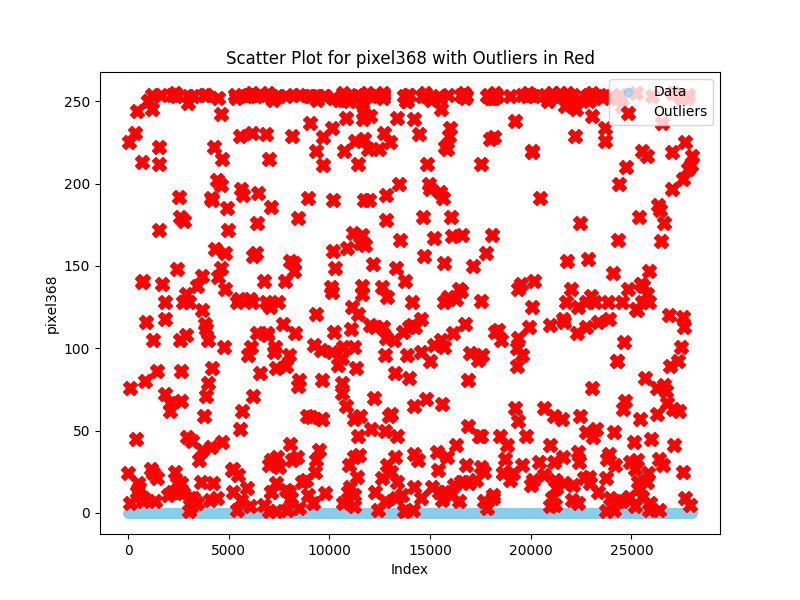 Scatter Plot for pixel368 with Outliers in Red
250
200
150
100
50
0
pixel368
Data
Outliers
0 5000 10000 15000 20000 25000
Index